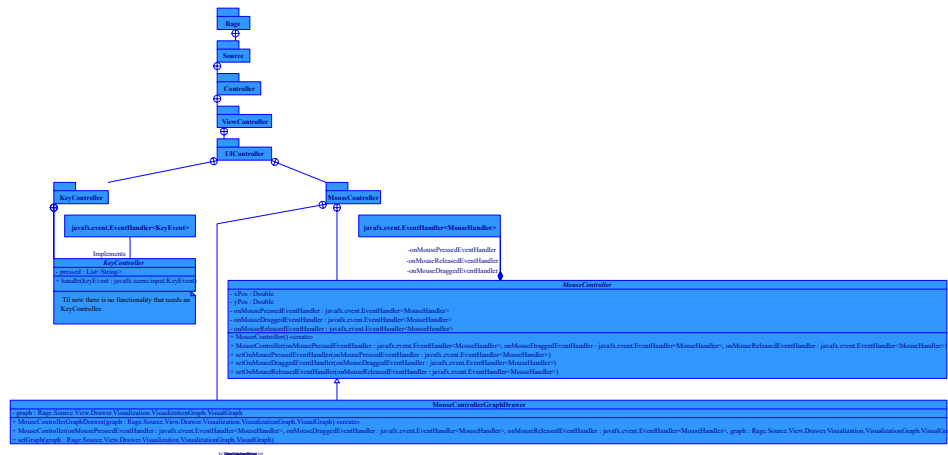 Rage
Source
Controller
ViewController
UIController
KeyController
MouseController
javafx.event.EventHandler<KeyEvent>
javafx.event.EventHandler<MouseHandler>
Implements
-onMousePressedEventHandler
-onMouseReleasedEventHandler
-onMouseDraggedEventHandler
KeyController
- pressed : List<String>
+ handle(keyEvent : javafx.scene.input.KeyEvent)
Til now there is no functionality that needs an
KeyController.
MouseController
- xPos : Double
- yPos : Double
- onMousePressedEventHandler : javafx.event.EventHandler<MouseHandler>
- onMouseDraggedEventHandler : javafx.event.EventHandler<MouseHandler>
- onMouseReleasedEventHandler : javafx.event.EventHandler<MouseHandler>
+ MouseController() «create»
+ MouseController(onMousePressedEventHandler : javafx.event.EventHandler<MouseHandler>, onMouseDraggedEventHandler : javafx.event.EventHandler<MouseHandler>, onMouseReleasedEventHandler : javafx.event.EventHandler<MouseHandler>)
+ setOnMousePressedEventHandler(onMousePressedEventHandler : javafx.event.EventHandler<MouseHandler>)
+ setOnMouseDraggedEventHandler(onMouseDraggedEventHandler : javafx.event.EventHandler<MouseHandler>)
+ setOnMouseReleasedEventHandler(onMouseReleasedEventHandler : javafx.event.EventHandler<MouseHandler>)
MouseControllerGraphDrawer
- graph : Rage.Source.View.Drawer.Visualization.VisualizationGraph.VisualGraph
+ MouseControllerGraphDrawer(graph : Rage.Source.View.Drawer.Visualization.VisualizationGraph.VisualGraph) «create»
+ MouseController(onMousePressedEventHandler : javafx.event.EventHandler<MouseHandler>, onMouseDraggedEventHandler : javafx.event.EventHandler<MouseHandler>, onMouseReleasedEventHandler : javafx.event.EventHandler<MouseHandler>, graph : Rage.Source.View.Drawer.Visualization.VisualizationGraph.VisualGra
+ setGraph(graph : Rage.Source.View.Drawer.Visualization.VisualizationGraph.VisualGraph)